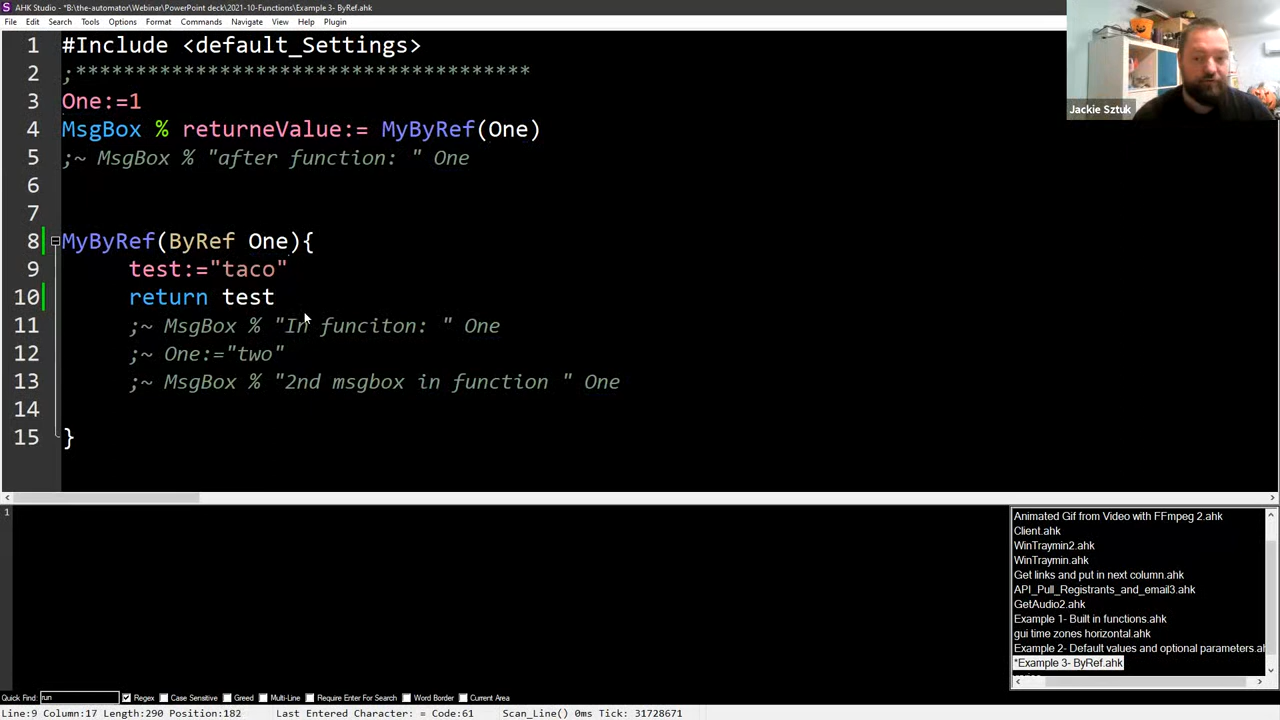 AHK Studio - *B:\the-automator\Webinar\PowerPoint deck\2021-10-Functions\Example 3- ByRef.ahk
File Edit Search Tools Options Format Commands Navigate View Help Plugin
1 #Include <default_Settings>
2 ;**************************************
3 One:=1
4 MsgBox % returneValue:= MyByRef(One)
5 ;~ MsgBox % "after function: " One
6
7
8 MyByRef(ByRef One){
9 test:="taco"
10 return test
11 ;~ MsgBox % "In funciton: " One
12 ;~ One:="two"
13 ;~ MsgBox % "2nd msgbox in function " One
14
15 }
Jackie Sztuk
1
Animated Gif from Video with FFmpeg 2.ahk
Client.ahk
WinTraymin2.ahk
WinTraymin.ahk
Get links and put in next column.ahk
API_Pull_Registrants_and_email3.ahk
GetAudio2.ahk
Example 1- Built in functions.ahk
gui time zones horizontal.ahk
Example 2- Default values and optional parameters.ah
*Example 3- ByRef.ahk
Quick Find: run Regex Case Sensitive Greed Multi-Line Require Enter For Search Word Border Current Area
Line:9 Column:17 Length:290 Position:182 Last Entered Character: = Code:61 Scan_Line() 0ms Tick: 31728671